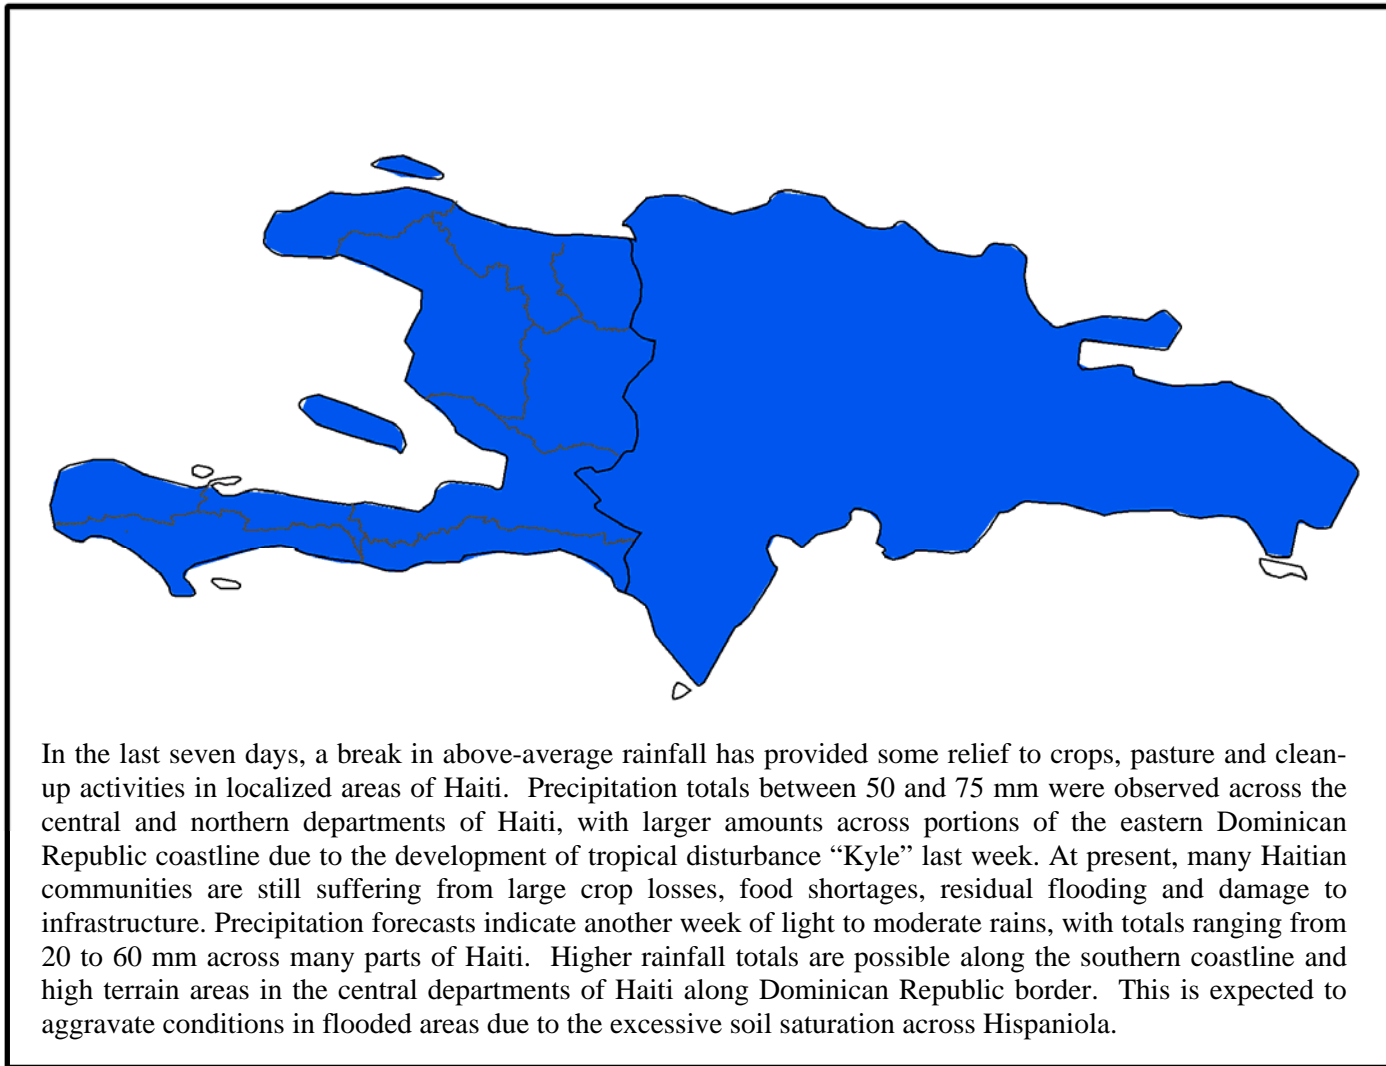 In the last seven days, a break in above-average rainfall has provided some relief to crops, pasture and clean-
up activities in localized areas of Haiti.  Precipitation totals between 50 and 75 mm were observed across the
central and northern departments of Haiti, with larger amounts across portions of the eastern Dominican
Republic coastline due to the development of tropical disturbance “Kyle” last week. At present, many Haitian
communities are still suffering from large crop losses, food shortages, residual flooding and damage to
infrastructure. Precipitation forecasts indicate another week of light to moderate rains, with totals ranging from
20 to 60 mm across many parts of Haiti.  Higher rainfall totals are possible along the southern coastline and
high terrain areas in the central departments of Haiti along Dominican Republic border.  This is expected to
aggravate conditions in flooded areas due to the excessive soil saturation across Hispaniola.